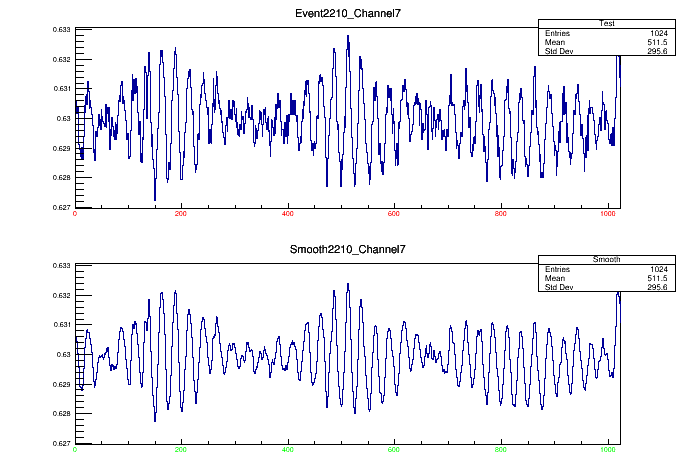 Event2210_Channel7
Test
Entries 1024
Mean 511.5
Std Dev 295.6
0.633
0.632
0.631
0.63
0.629
0.628
0.627
0 200 400 600 800 1000
Smooth2210_Channel7
Smooth
Entries 1024
Mean 511.5
Std Dev 295.6
0.633
0.632
0.631
0.63
0.629
0.628
0.627
0 200 400 600 800 1000